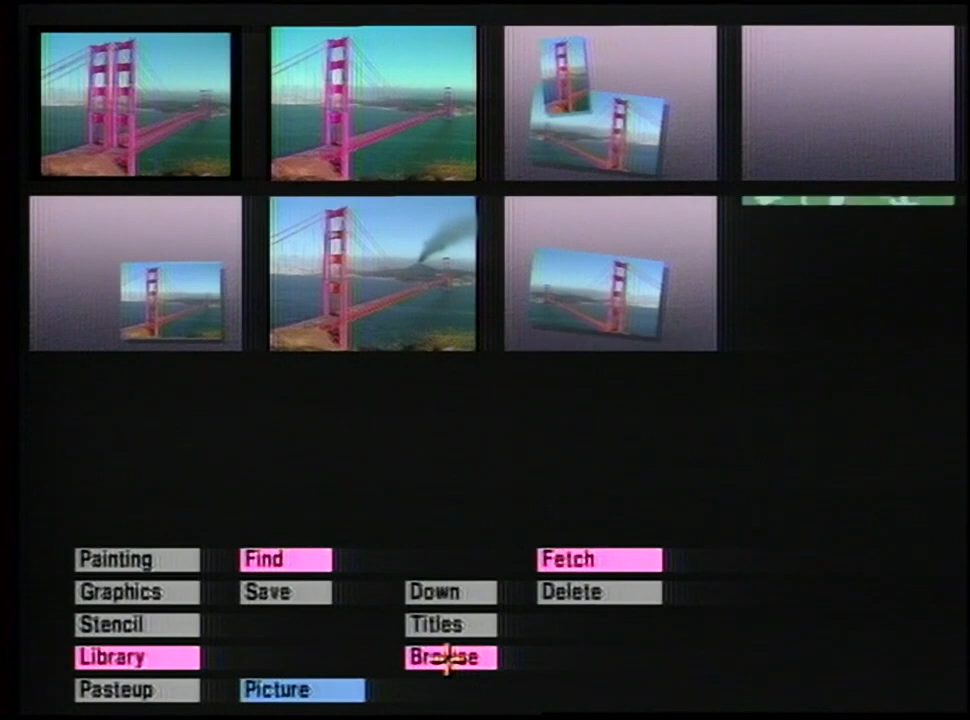 Painting Find Fetch
Graphics Save Down Delete
Stencil Titles
Library Browse
Pasteup Picture